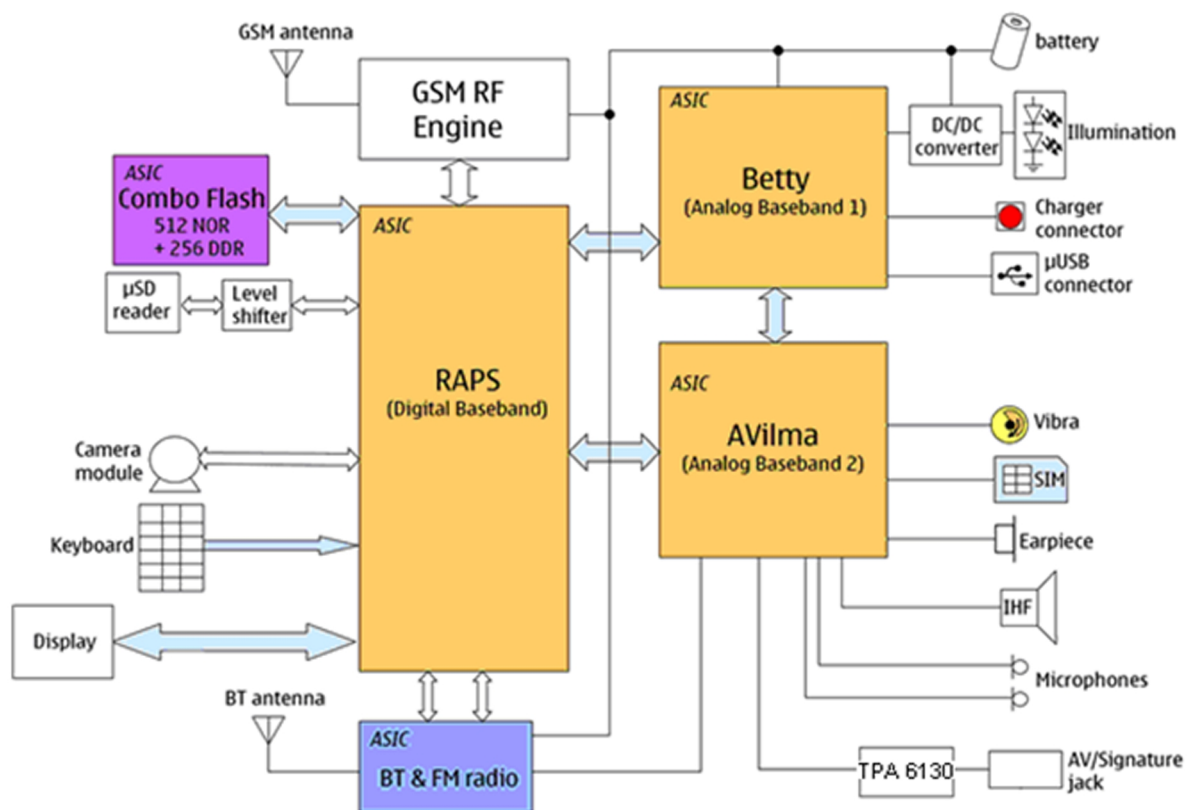 GSM antenna
GSM RF
Engine
battery
ASIC
Betty
(Analog Baseband 1)
DC/DC
converter
Illumination
ASIC
Combo Flash
512 NOR
+ 256 DDR
ASIC
RAPS
(Digital Baseband)
Charger
connector
µUSB
connector
µSD
reader
Level
shifter
ASIC
AVilma
(Analog Baseband 2)
Vibra
SIM
Earpiece
IHF
Microphones
Camera
module
Keyboard
Display
BT antenna
ASIC
BT & FM radio
TPA 6130
AV/Signature
jack